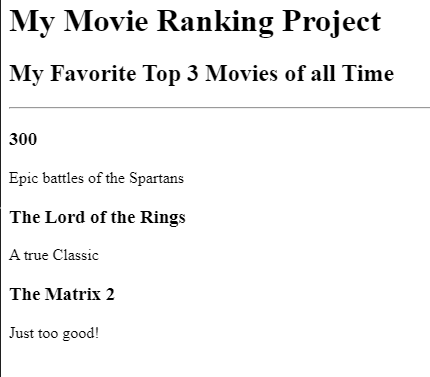 My Movie Ranking Project
My Favorite Top 3 Movies of all Time
300
Epic battles of the Spartans
The Lord of the Rings
A true Classic
The Matrix 2
Just too good!